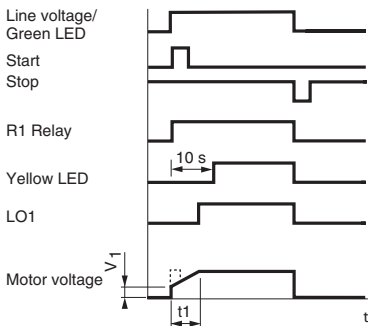 Line voltage/
Green LED
Start
Stop
R1 Relay
10 s
Yellow LED
LO1
V1
Motor voltage
t1
t